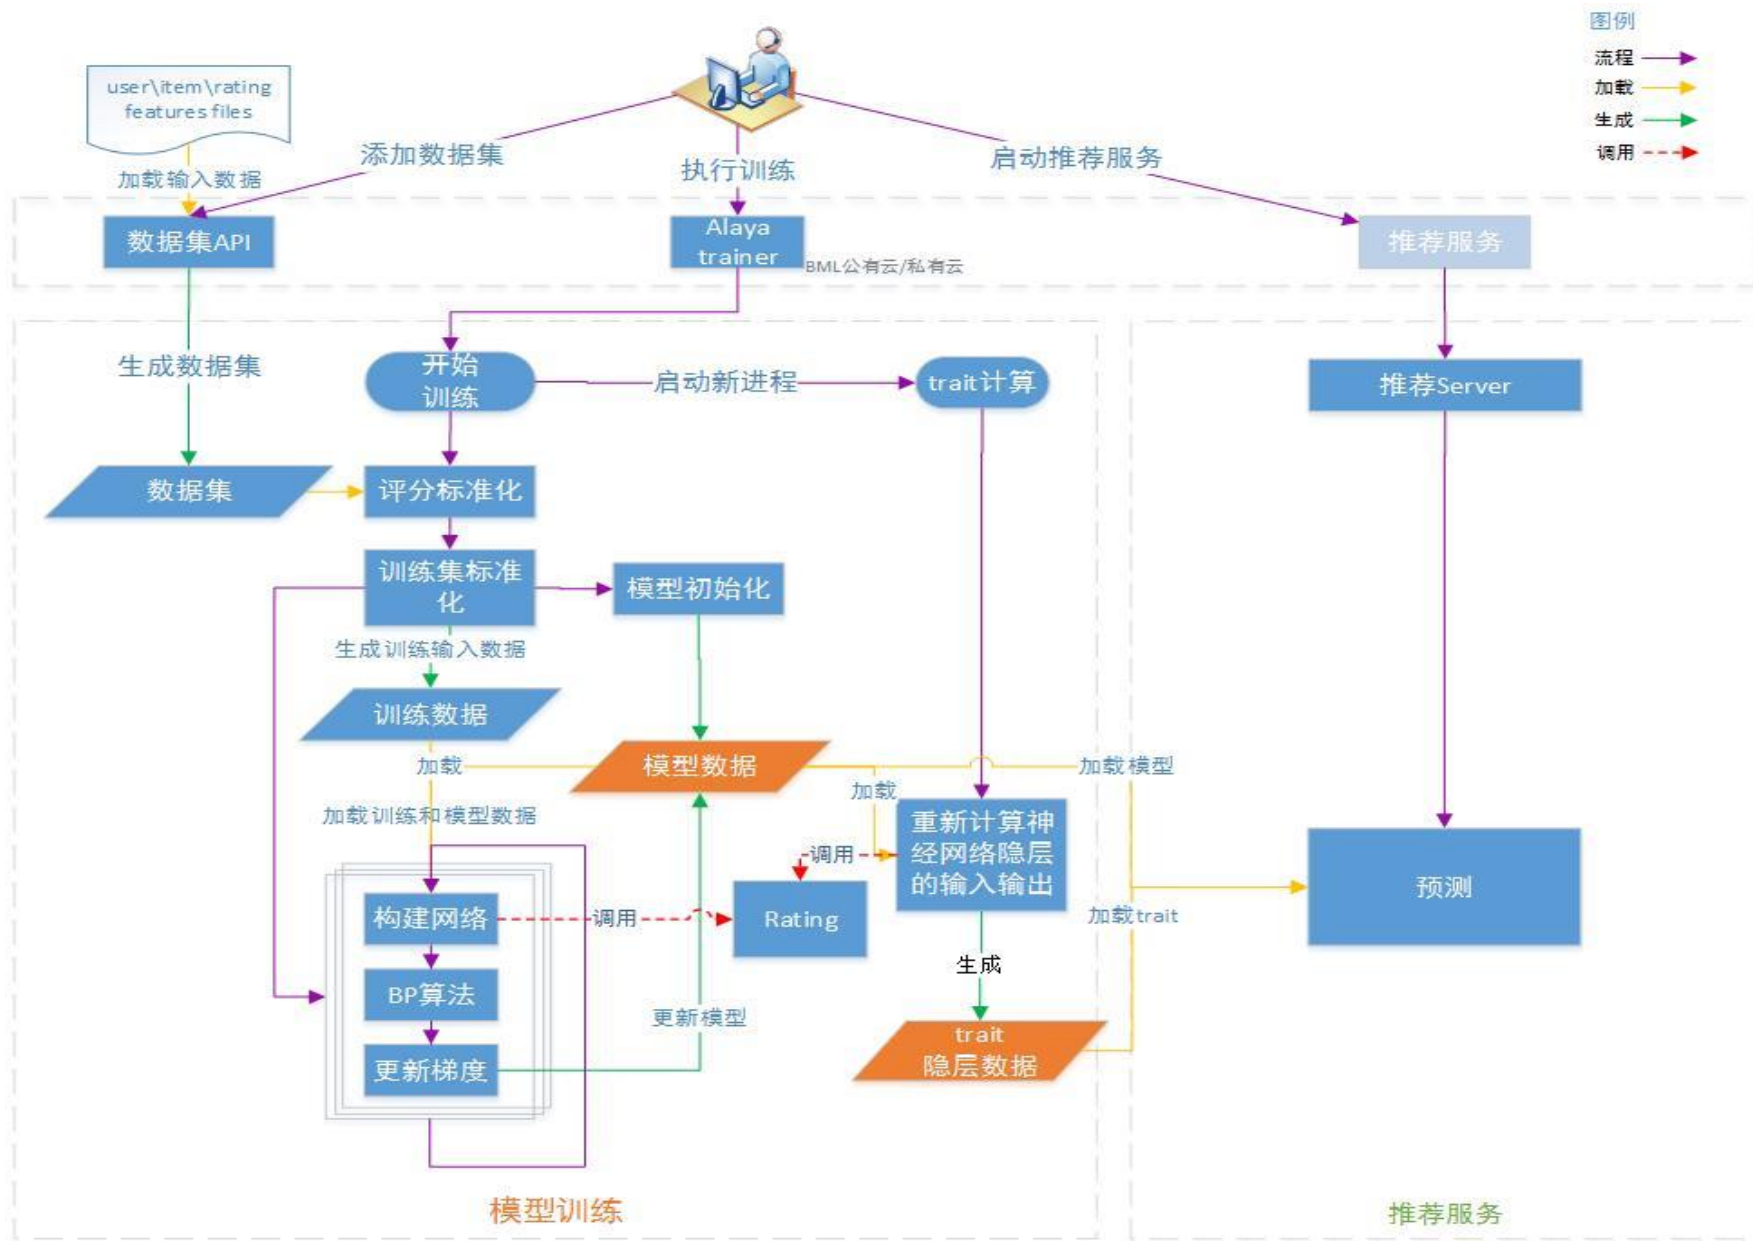 图例
流程
加载
生成
调用
user\item\rating
features files
添加数据集
执行训练
启动推荐服务
加载输入数据
数据集API
Alaya
trainer
BML公有云/私有云
推荐服务
生成数据集
开始
训练
启动新进程
trait计算
推荐Server
数据集
评分标准化
训练集标准
化
模型初始化
生成训练输入数据
训练数据
加载
模型数据
加载模型
加载
加载训练和模型数据
重新计算神
经网络隐层
的输入输出
调用
预测
构建网络
调用
Rating
加载trait
生成
BP算法
更新模型
trait
隐层数据
更新梯度
模型训练
推荐服务